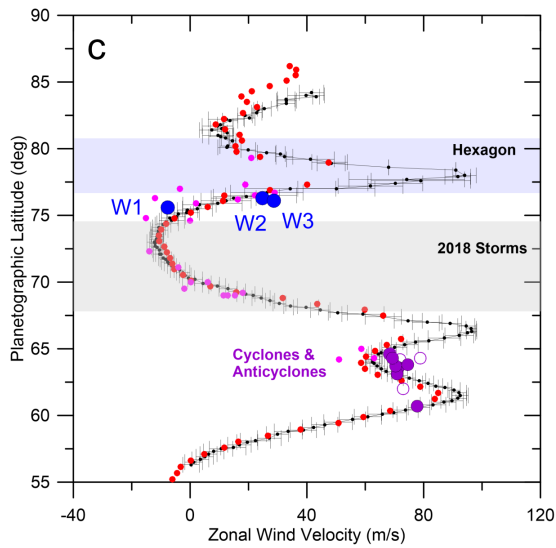 C
90
85
80
75
70
65
60
55
Planetographic Latitude (deg)
Hexagon
W1
W2
W3
2018 Storms
Cyclones &
Anticyclones
-40
0
40
80
120
Zonal Wind Velocity (m/s)